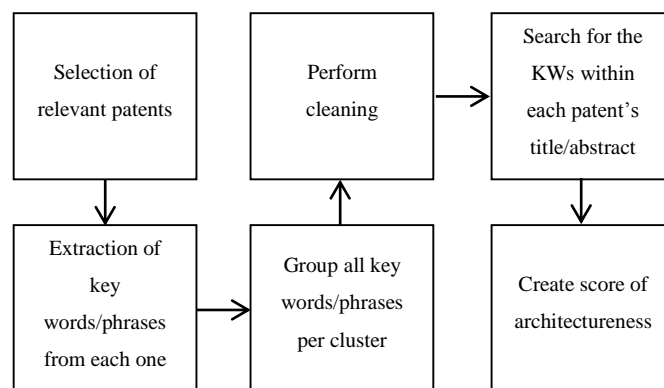 Selection of
relevant patents
Extraction of
key
words/phrases
from each one
Group all key
words/phrases
per cluster
Perform
cleaning
Search for the
KWs within
each patent’s
title/abstract
Create score of
architectureness